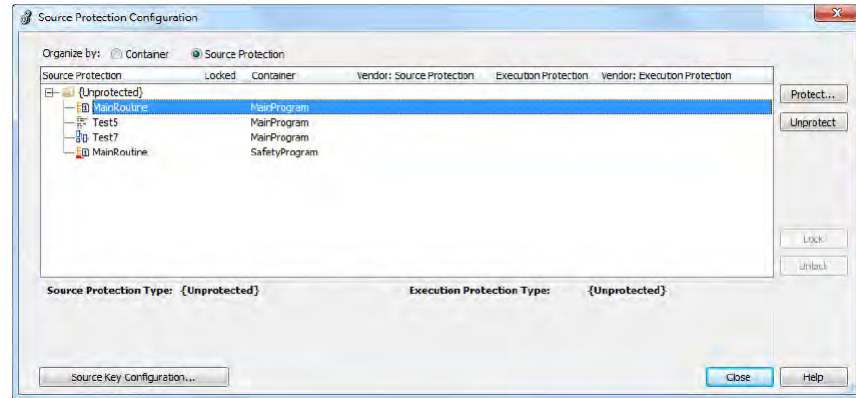 Source Protection Configuration
Organize by: Container Source Protection
Source Protection Locked Container Vendor: Source Protection Execution Protection Vendor: Execution Protection
{Unprotected} Protect...
MainRoutine MainProgram
Test5 MainProgram Unprotect
Test7 MainProgram
MainRoutine SafetyProgram
Lock
Unlock
Source Protection Type: {Unprotected} Execution Protection Type: {Unprotected}
Source Key Configuration... Close Help